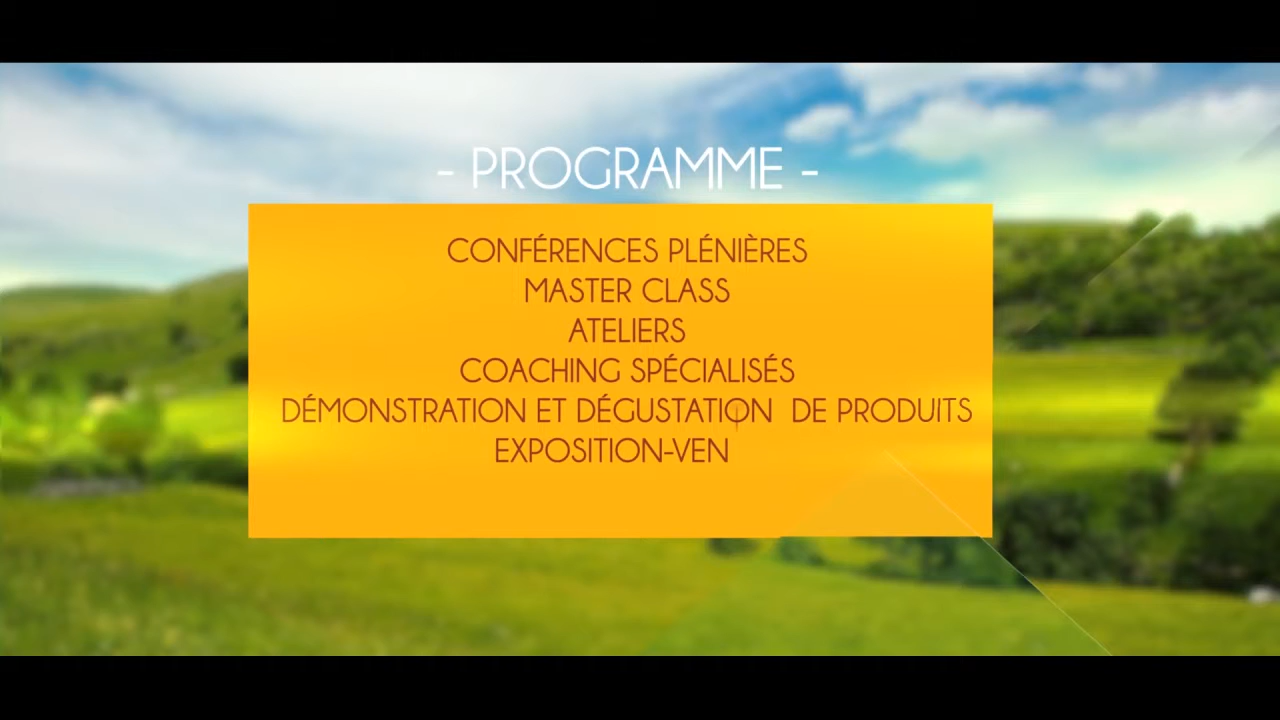 - PROGRAMME -
CONFÉRENCES PLÉNIÈRES
MASTER CLASS
ATELIERS
COACHING SPÉCIALISÉS
DÉMONSTRATION ET DÉGUSTATION DE PRODUITS
EXPOSITION-VEN